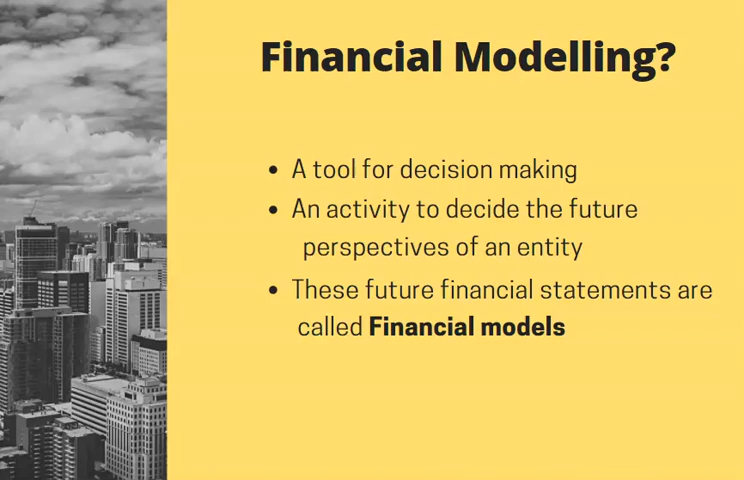 Financial Modelling?
• A tool for decision making
• An activity to decide the future
perspectives of an entity
• These future financial statements are
called Financial models